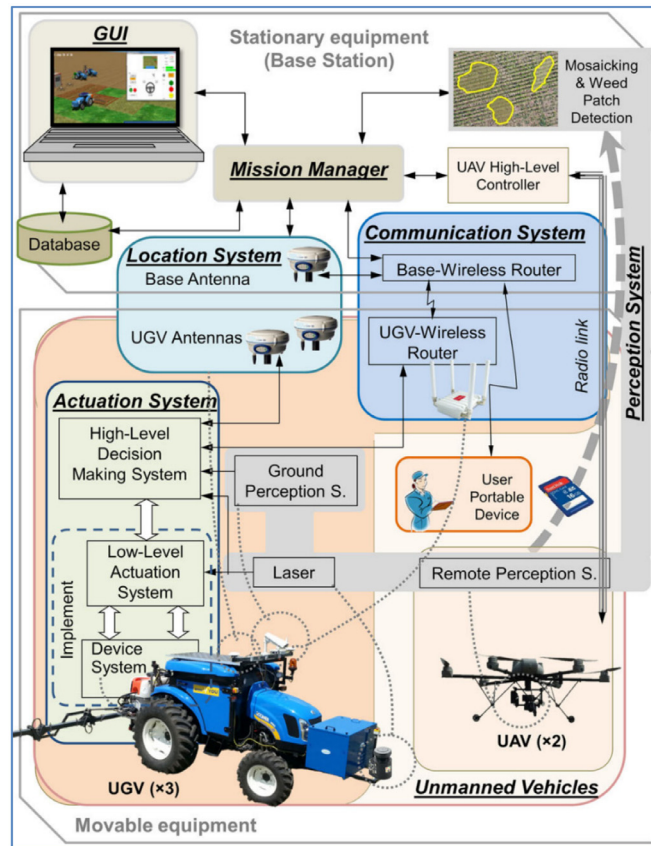 GUI
Stationary equipment
(Base Station)
Mosaicking
& Weed
Patch
Detection
Mission Manager
UAV High-Level
Controller
Database
Location System
Base Antenna
Communication System
Base-Wireless Router
UGV Antennas
UGV-Wireless
Router
Radio link
Perception System
Actuation System
High-Level
Decision
Making System
Ground
Perception S.
User
Portable
Device
Low-Level
Actuation
System
Laser
Remote Perception S.
Implement
Device
System
UGV (×3)
UAV (×2)
Unmanned Vehicles
Movable equipment